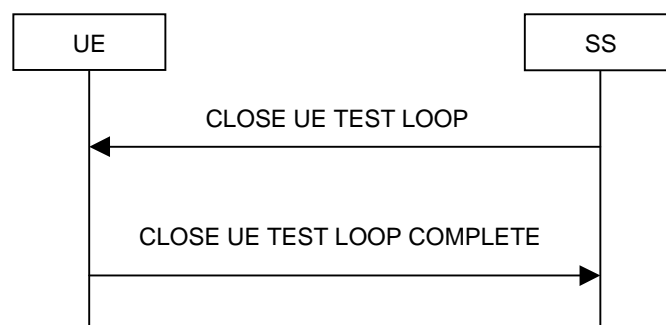 UE
SS
CLOSE UE TEST LOOP
CLOSE UE TEST LOOP COMPLETE